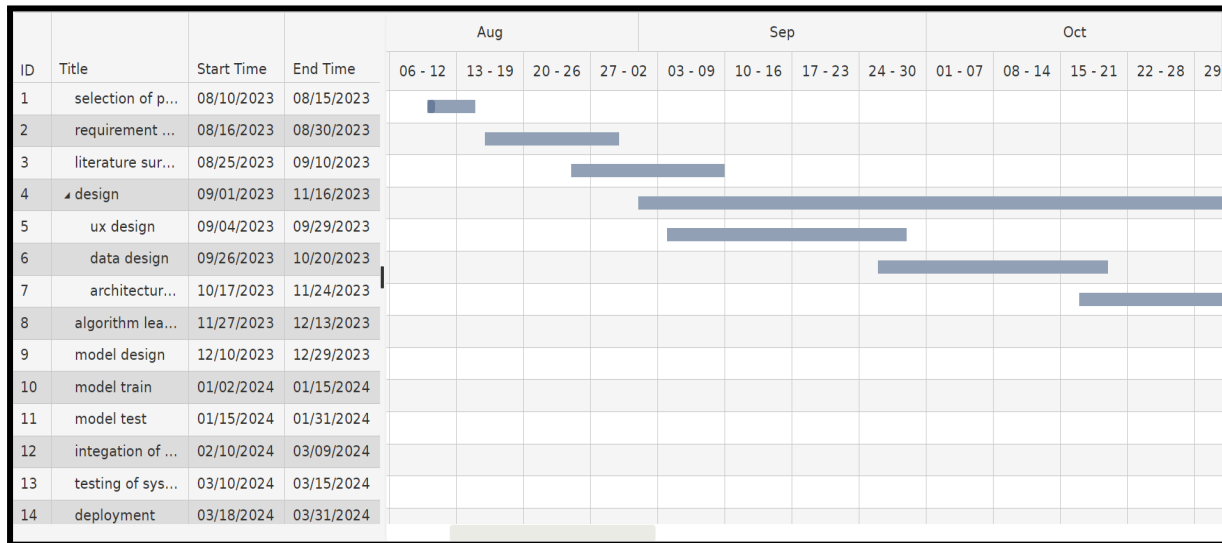 Aug Sep Oct
ID Title Start Time End Time 06 - 12 13 - 19 20 - 26 27 - 02 03 - 09 10 - 16 17 - 23 24 - 30 01 - 07 08 - 14 15 - 21 22 - 28 29
1 selection of p... 08/10/2023 08/15/2023
2 requirement ... 08/16/2023 08/30/2023
3 literature sur... 08/25/2023 09/10/2023
4 design 09/01/2023 11/16/2023
5 ux design 09/04/2023 09/29/2023
6 data design 09/26/2023 10/20/2023
7 architectur... 10/17/2023 11/24/2023
8 algorithm lea... 11/27/2023 12/13/2023
9 model design 12/10/2023 12/29/2023
10 model train 01/02/2024 01/15/2024
11 model test 01/15/2024 01/31/2024
12 integation of ... 02/10/2024 03/09/2024
13 testing of sys... 03/10/2024 03/15/2024
14 deployment 03/18/2024 03/31/2024